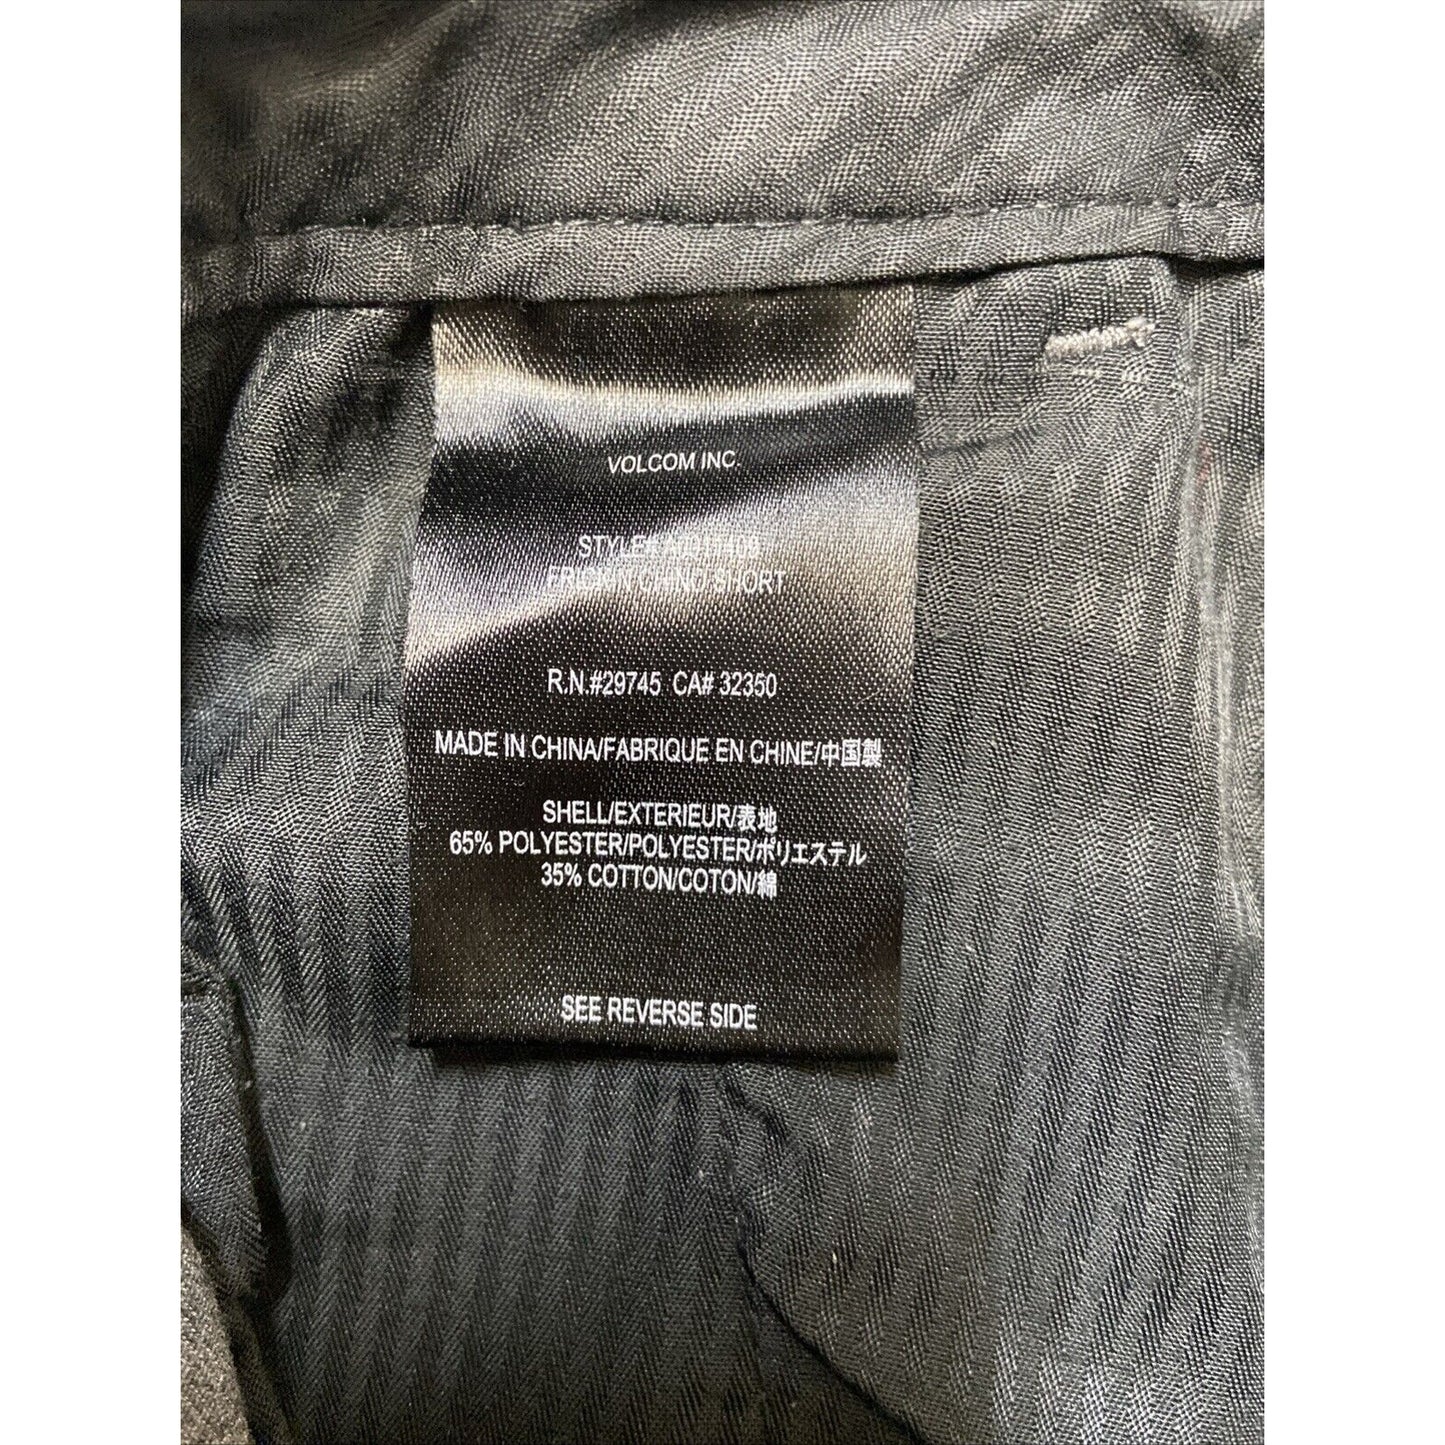 VOLCOM INC.
STYLE#
FRICKIN CHINO SHORT
R.N.#29745 CA# 32350
MADE IN CHINA/FABRIQUE EN CHINE/中国製
SHELL/EXTERIEUR/表地
65% POLYESTER/POLYESTER/ポリエステル
35% COTTON/COTON/綿
SEE REVERSE SIDE